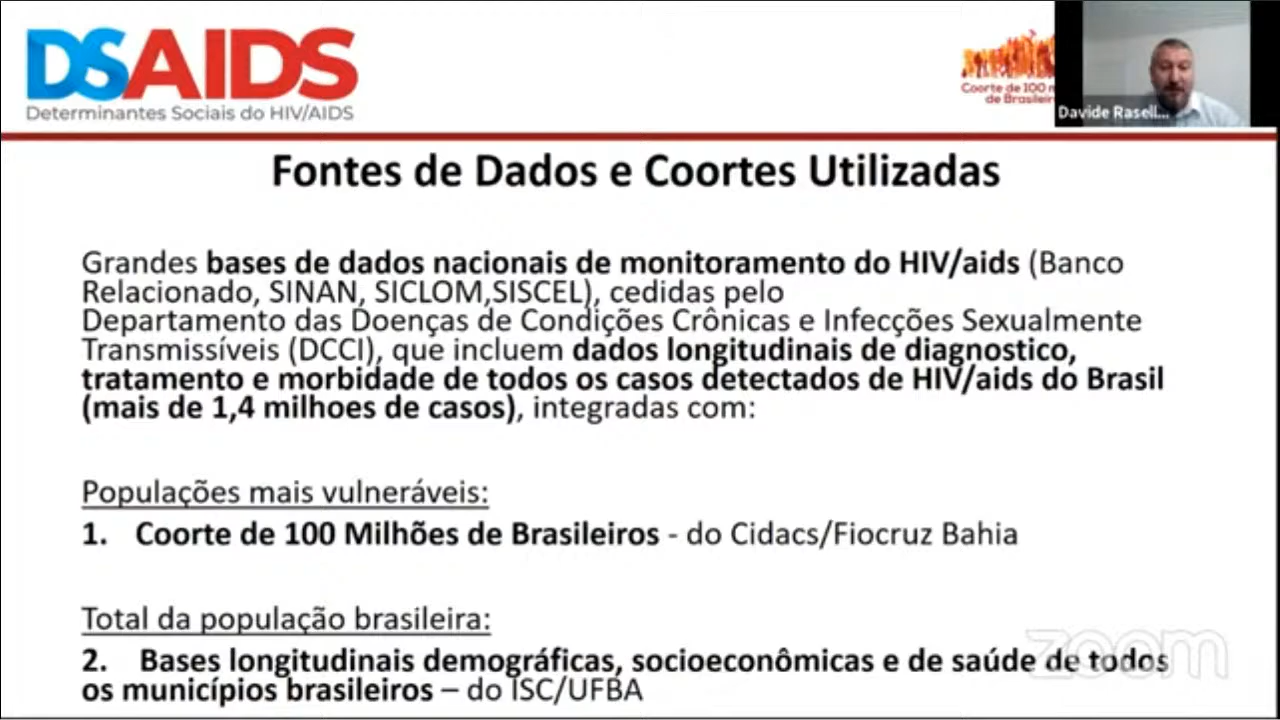 DSAIDS
Determinantes Sociais do HIV/AIDS
Coorte de 100 m
de Brasileir
Davide Rasell...
Fontes de Dados e Coortes Utilizadas
Grandes bases de dados nacionais de monitoramento do HIV/aids (Banco
Relacionado, SINAN, SICLOM,SISCEL), cedidas pelo
Departamento das Doenças de Condições Crônicas e Infecções Sexualmente
Transmissíveis (DCCI), que incluem dados longitudinais de diagnostico,
tratamento e morbidade de todos os casos detectados de HIV/aids do Brasil
(mais de 1,4 milhoes de casos), integradas com:
Populações mais vulneráveis:
1. Coorte de 100 Milhões de Brasileiros - do Cidacs/Fiocruz Bahia
Total da população brasileira:
2. Bases longitudinais demográficas, socioeconômicas e de saúde de todos
os municípios brasileiros – do ISC/UFBA
zoom